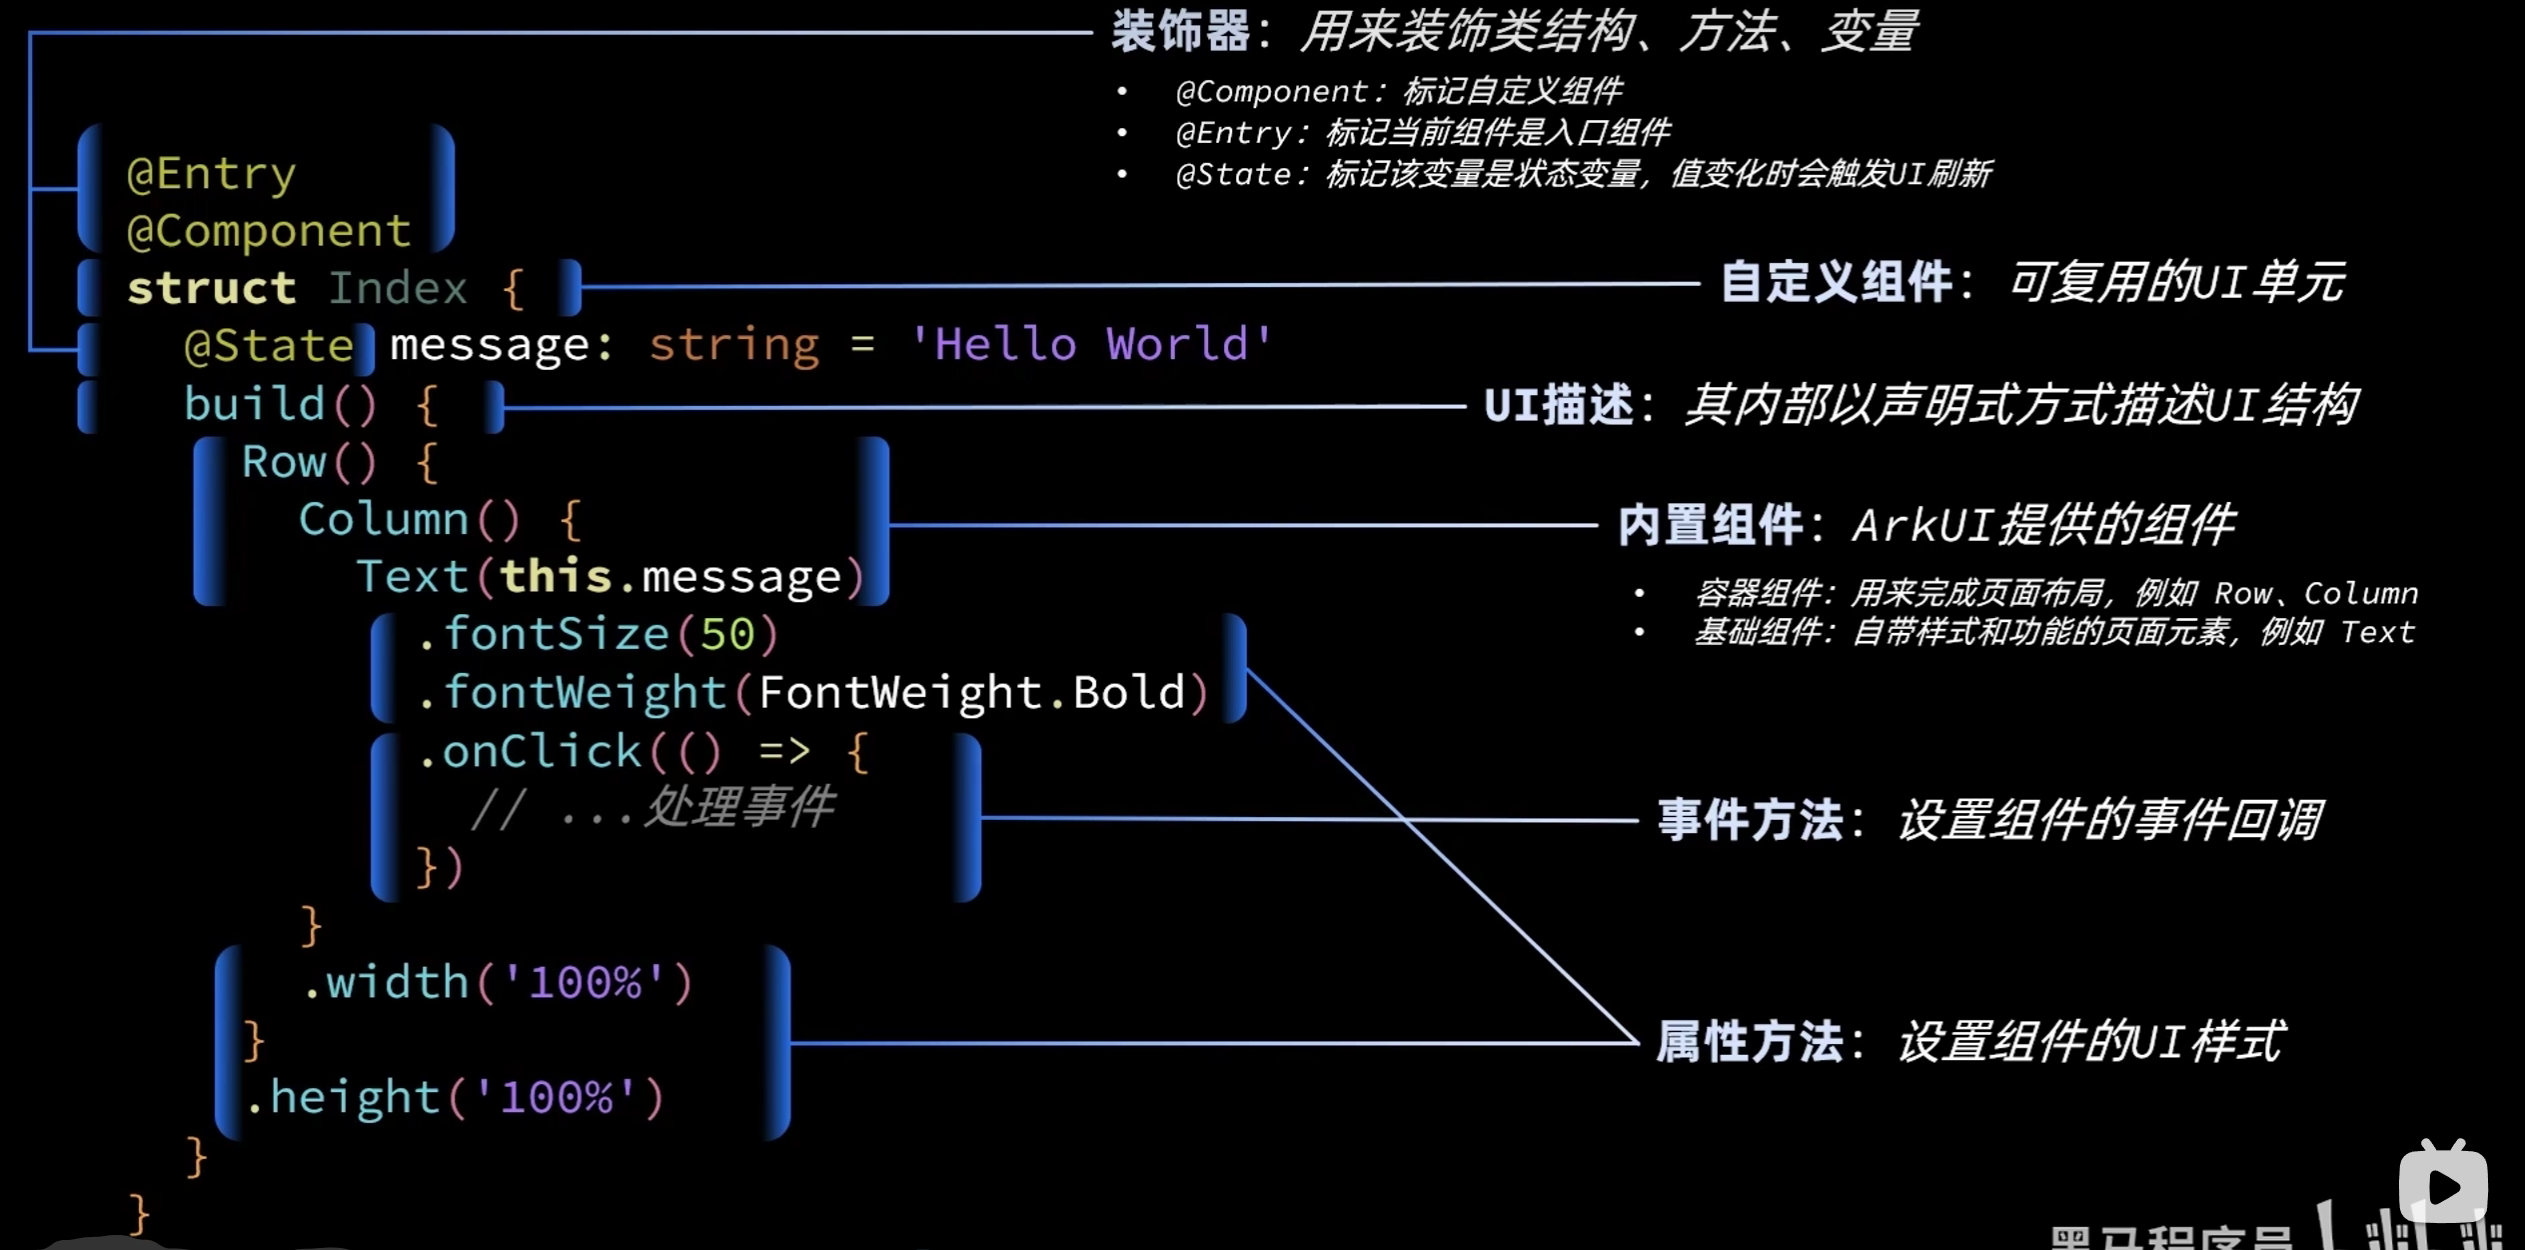 装饰器：用来装饰类结构、方法、变量
• @Component：标记自定义组件
• @Entry：标记当前组件是入口组件
• @State：标记该变量是状态变量，值变化时会触发UI刷新
@Entry
@Component
struct Index {
自定义组件：可复用的UI单元
@State message: string = 'Hello World'
build() {
UI描述：其内部以声明式方式描述UI结构
Row() {
Column() {
内置组件：ArkUI提供的组件
Text(this.message)
• 容器组件：用来完成页面布局，例如 Row、Column
• 基础组件：自带样式和功能的页面元素，例如 Text
.fontSize(50)
.fontWeight(FontWeight.Bold)
.onClick(() => {
// ...处理事件
事件方法：设置组件的事件回调
})
}
.width('100%')
}
属性方法：设置组件的UI样式
.height('100%')
}
}
黑马程序员